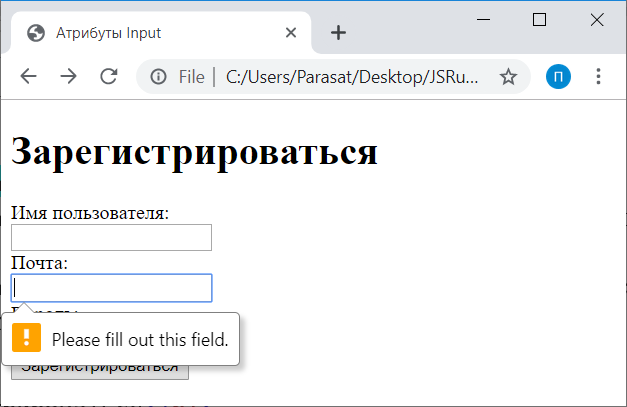 Атрибуты Input
File | C:/Users/Parasat/Desktop/JSRu...
П
Зарегистрироваться
Имя пользователя:
Почта:
Please fill out this field.
Зарегистрироваться